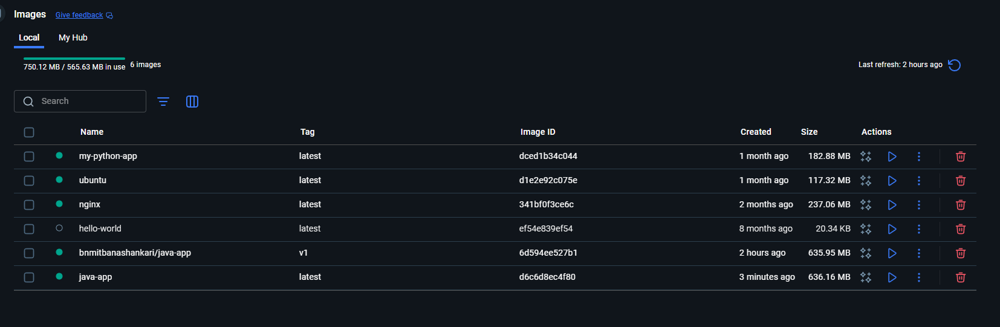 Images Give feedback
Local My Hub
750.12 MB / 565.63 MB in use 6 images Last refresh: 2 hours ago
Search
Name Tag Image ID Created Size Actions
my-python-app latest dced1b34c044 1 month ago 182.88 MB
ubuntu latest d1e2e92c075e 1 month ago 117.32 MB
nginx latest 341bf0f3ce6c 2 months ago 237.06 MB
hello-world latest ef54e839ef54 8 months ago 20.34 KB
bnmitbanashankari/java-app v1 6d594ee527b1 2 hours ago 635.95 MB
java-app latest d6c6d8ec4f80 3 minutes ago 636.16 MB